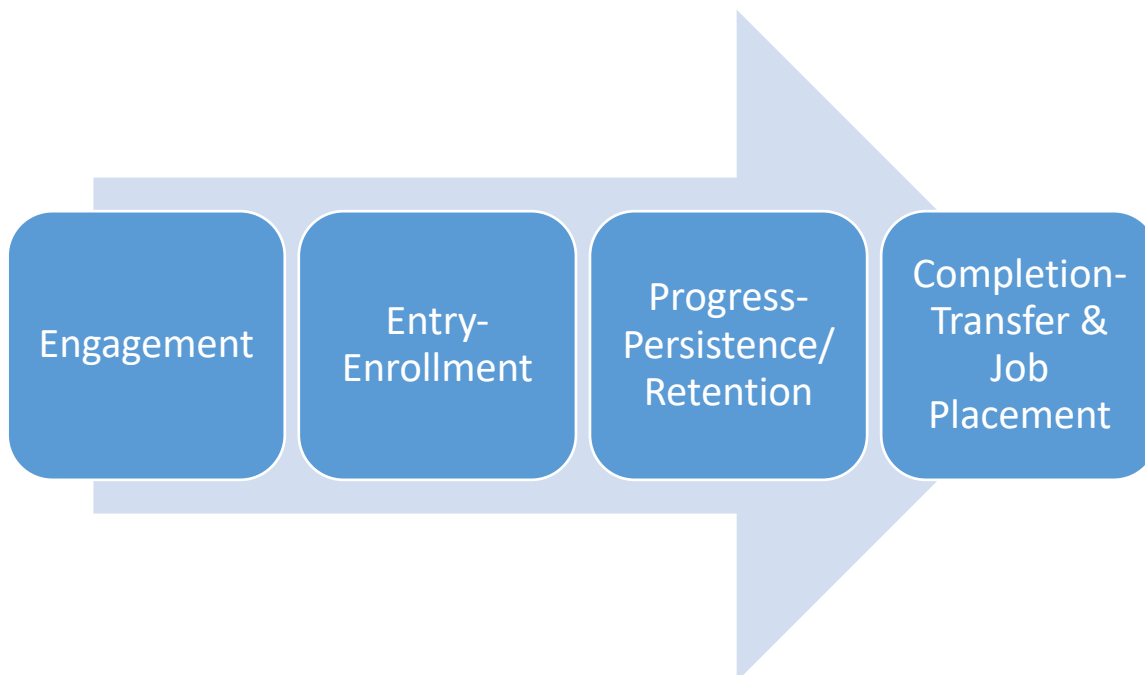 Engagement
Entry-
Enrollment
Progress-
Persistence/
Retention
Completion-
Transfer &
Job
Placement